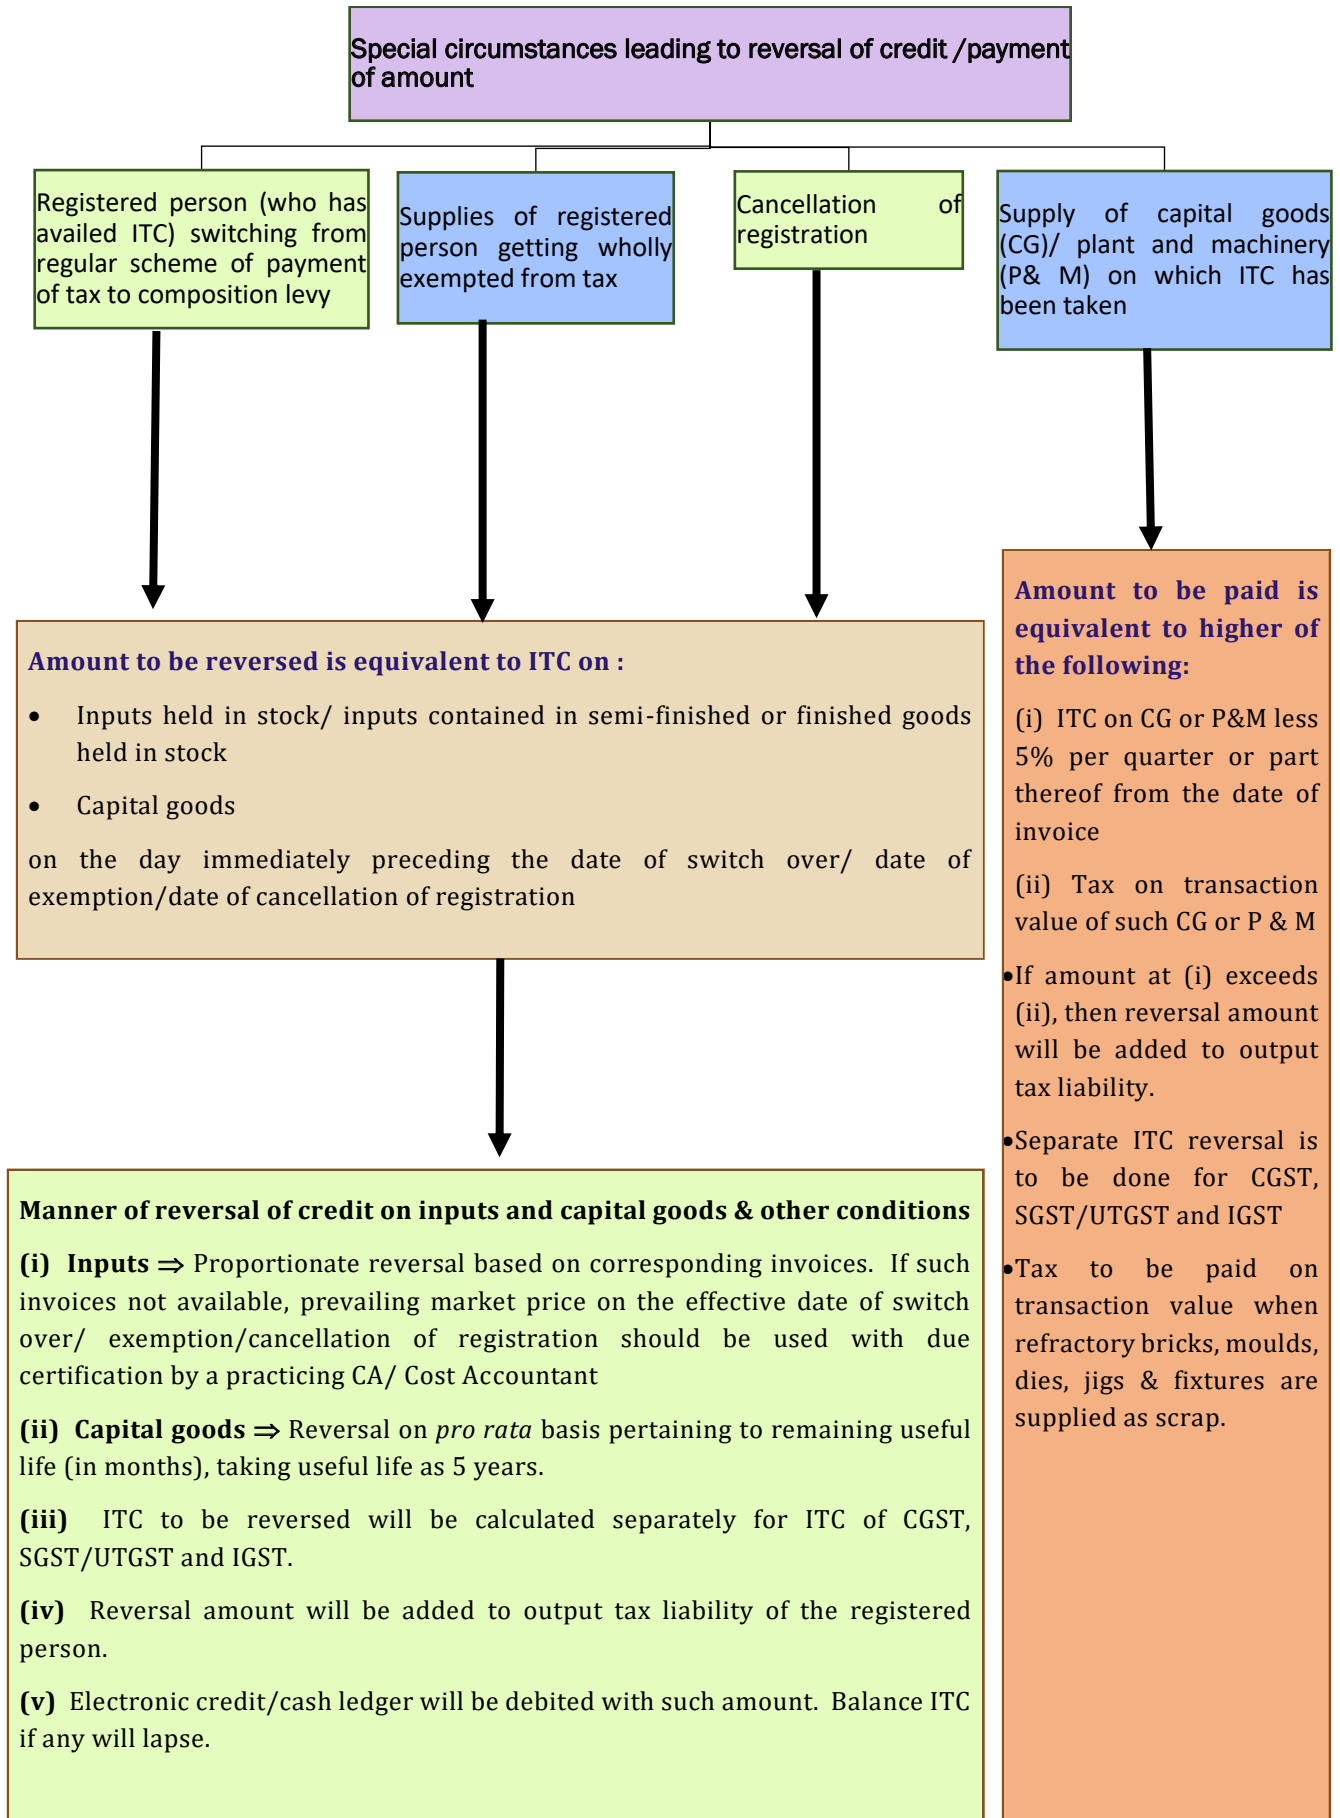 Special circumstances leading to reversal of credit /payment
of amount
Registered person (who has
availed ITC) switching from
regular scheme of payment
of tax to composition levy
Supplies of registered
person getting wholly
exempted from tax
Cancellation of
registration
Supply of capital goods
(CG)/ plant and machinery
(P& M) on which ITC has
been taken
Amount to be reversed is equivalent to ITC on :
• Inputs held in stock/ inputs contained in semi-finished or finished goods
held in stock
• Capital goods
on the day immediately preceding the date of switch over/ date of
exemption/date of cancellation of registration
Manner of reversal of credit on inputs and capital goods & other conditions
(i) Inputs ⇒ Proportionate reversal based on corresponding invoices. If such
invoices not available, prevailing market price on the effective date of switch
over/ exemption/cancellation of registration should be used with due
certification by a practicing CA/ Cost Accountant
(ii) Capital goods ⇒ Reversal on pro rata basis pertaining to remaining useful
life (in months), taking useful life as 5 years.
(iii) ITC to be reversed will be calculated separately for ITC of CGST,
SGST/UTGST and IGST.
(iv) Reversal amount will be added to output tax liability of the registered
person.
(v) Electronic credit/cash ledger will be debited with such amount. Balance ITC
if any will lapse.
Amount to be paid is
equivalent to higher of
the following:
(i) ITC on CG or P&M less
5% per quarter or part
thereof from the date of
invoice
(ii) Tax on transaction
value of such CG or P & M
•If amount at (i) exceeds
(ii), then reversal amount
will be added to output
tax liability.
•Separate ITC reversal is
to be done for CGST,
SGST/UTGST and IGST
•Tax to be paid on
transaction value when
refractory bricks, moulds,
dies, jigs & fixtures are
supplied as scrap.